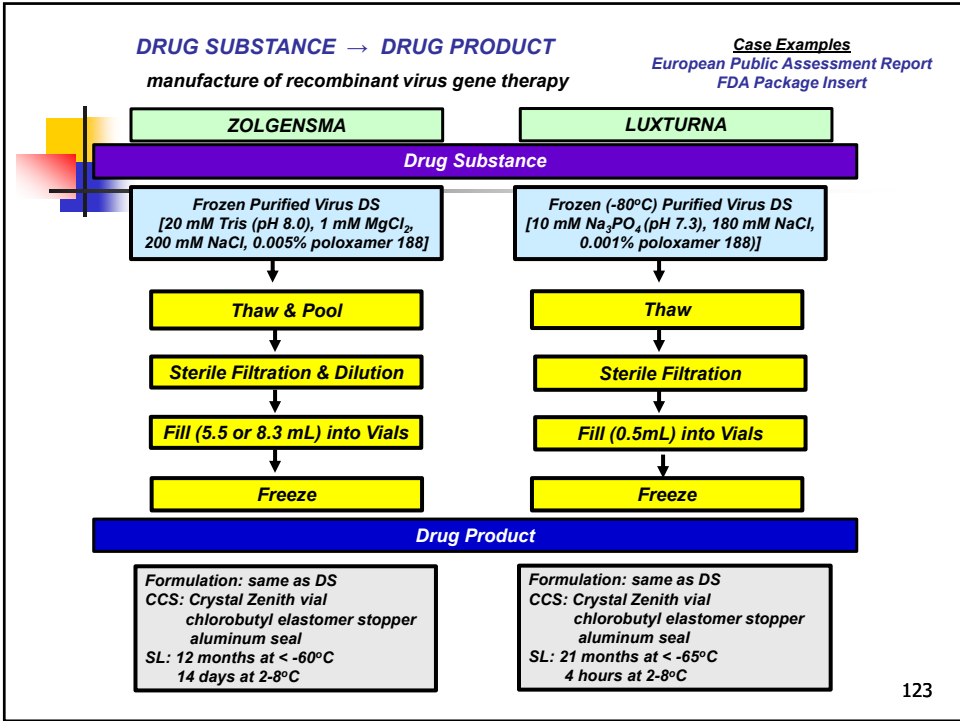 DRUG SUBSTANCE → DRUG PRODUCT
manufacture of recombinant virus gene therapy
Case Examples
European Public Assessment Report
FDA Package Insert
ZOLGENSMA
LUXTURNA
Drug Substance
Frozen Purified Virus DS
[20 mM Tris (pH 8.0), 1 mM MgCl₂,
200 mM NaCl, 0.005% poloxamer 188]
Frozen (-80ºC) Purified Virus DS
[10 mM Na₃PO₄ (pH 7.3), 180 mM NaCl,
0.001% poloxamer 188)]
Thaw & Pool
Thaw
Sterile Filtration & Dilution
Sterile Filtration
Fill (5.5 or 8.3 mL) into Vials
Fill (0.5mL) into Vials
Freeze
Freeze
Drug Product
Formulation: same as DS
CCS: Crystal Zenith vial
chlorobutyl elastomer stopper
aluminum seal
SL: 12 months at < -60ºC
14 days at 2-8ºC
Formulation: same as DS
CCS: Crystal Zenith vial
chlorobutyl elastomer stopper
aluminum seal
SL: 21 months at < -65ºC
4 hours at 2-8ºC
123